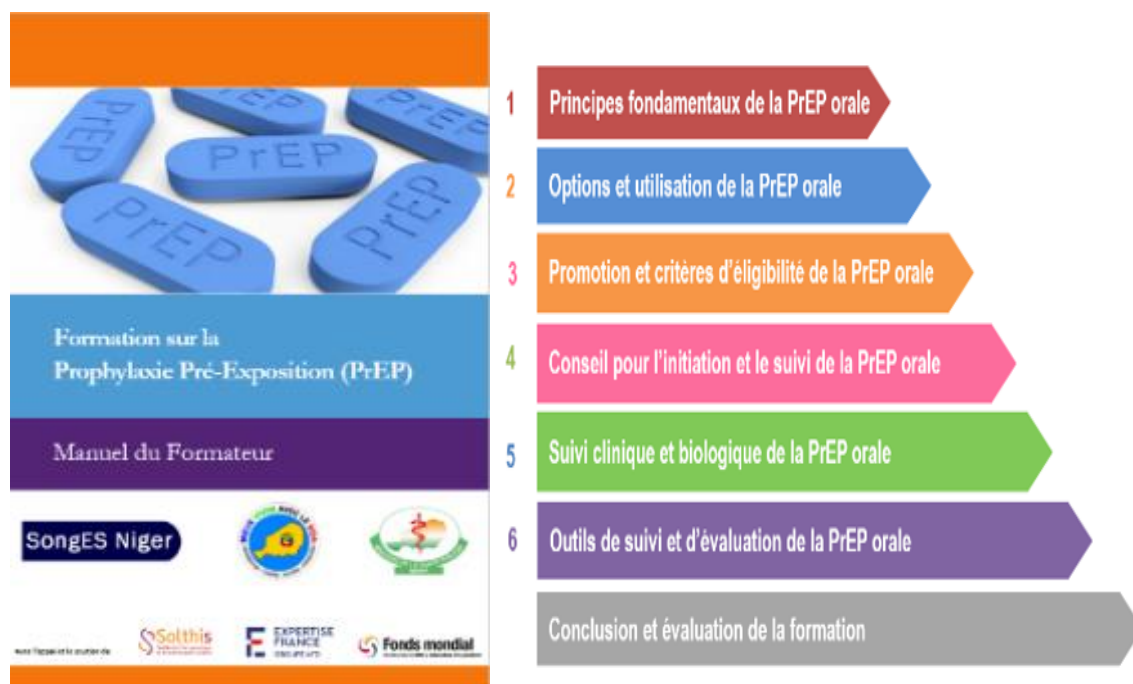 PrEP
PrEP
PrEP
PrEP
PrEP
PrEP
Formation sur la
Prophylaxie Pré-Exposition (PrEP)
Manuel du Formateur
SongES Niger
Solthis
EXPERTISE
FRANCE
GROUPE AFD
Fonds mondial
1 Principes fondamentaux de la PrEP orale
2 Options et utilisation de la PrEP orale
3 Promotion et critères d'éligibilité de la PrEP orale
4 Conseil pour l'initiation et le suivi de la PrEP orale
5 Suivi clinique et biologique de la PrEP orale
6 Outils de suivi et d'évaluation de la PrEP orale
Conclusion et évaluation de la formation